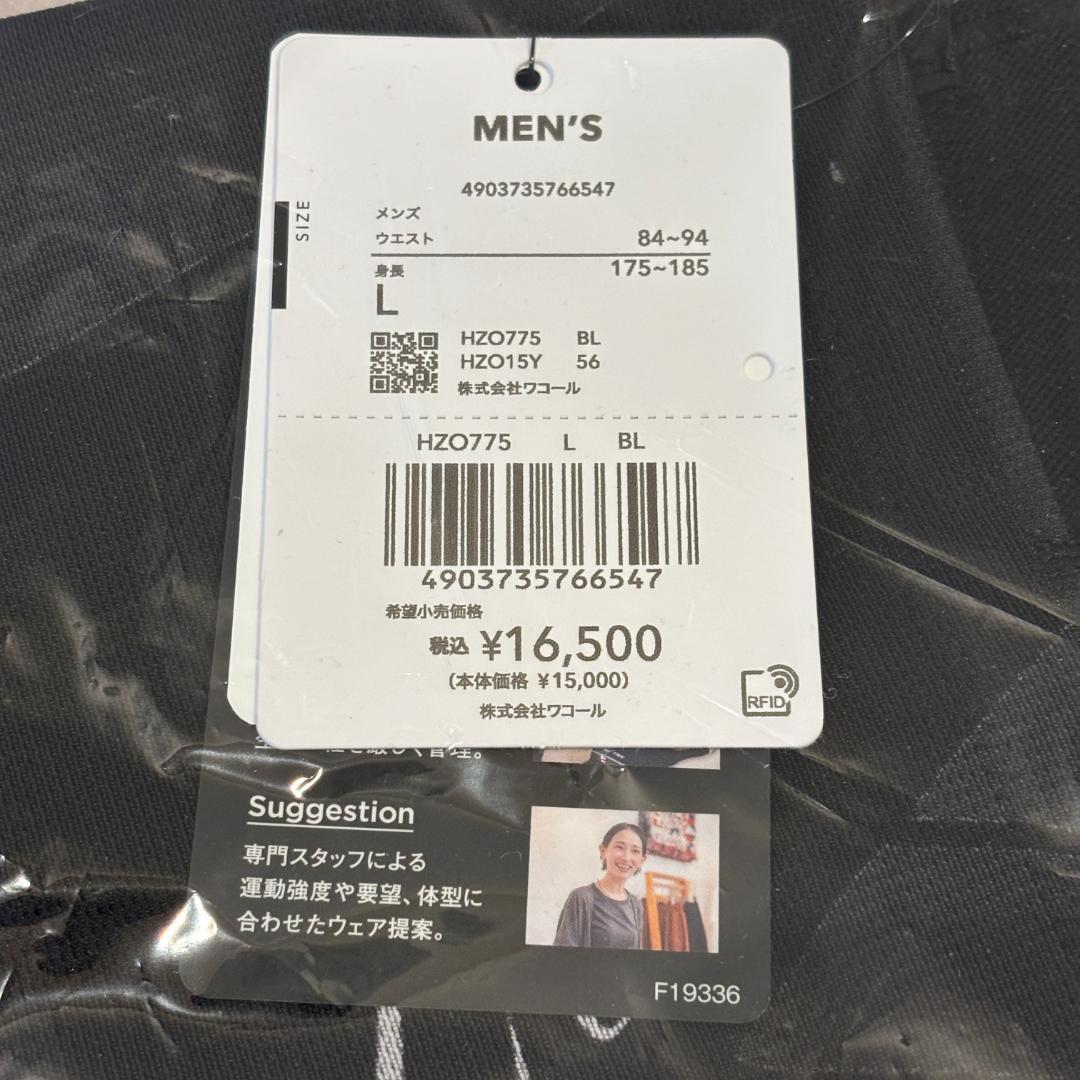 MEN'S
4903735766547
SIZE
メンズ
ウエスト 84~94
身長 175~185
L
HZO775 BL
HZO15Y 56
株式会社ワコール
HZO775 L BL
4903735766547
希望小売価格
税込 ¥16,500
(本体価格 ¥15,000)
株式会社ワコール
RFID
管理。
Suggestion
専門スタッフによる
運動強度や要望、体型に
合わせたウェア提案。
F19336